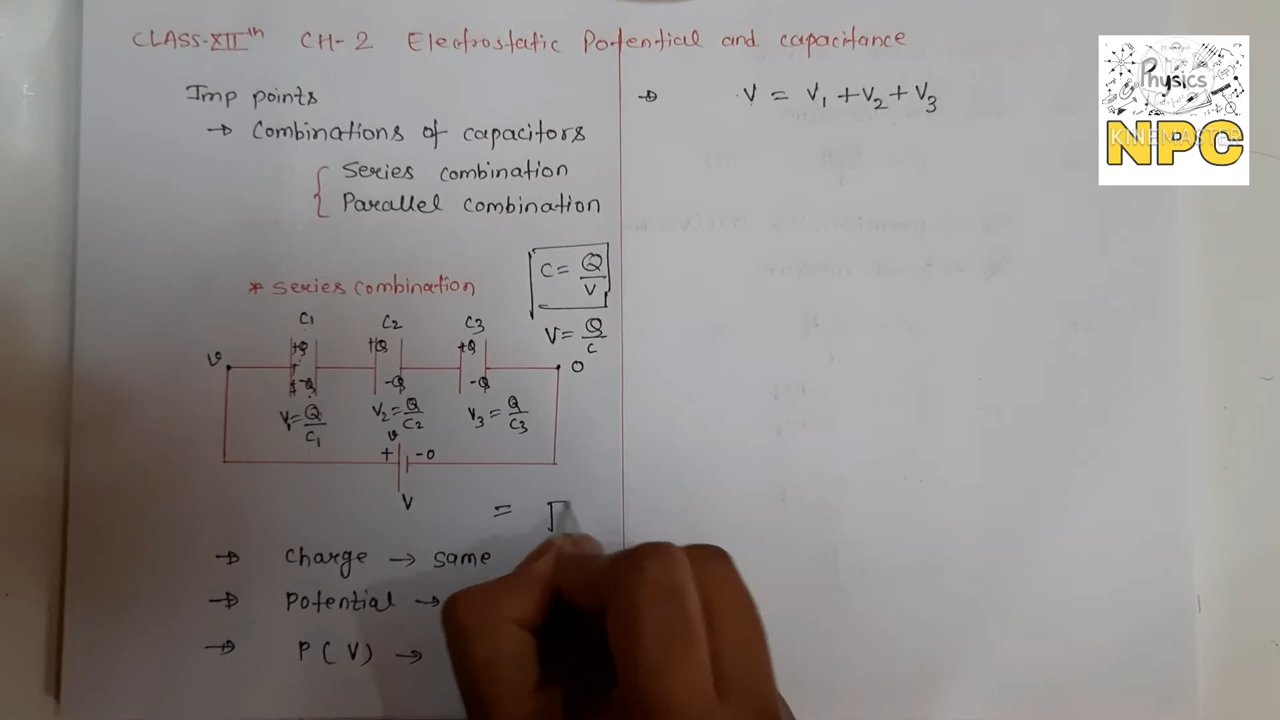 CLASS-XIIth CH-2 Electrostatic Potential and capacitance
Imp points
→ Combinations of capacitors
Series combination
Parallel combination
* Series combination
C = Q/V
V = Q/C
C1 C2 C3
+Q +Q +Q
V 0
-Q -Q -Q
V1 = Q/C1 V2 = Q/C2 V3 = Q/C3
V
+ -0
V
=
→ Charge → same
→ Potential →
→ P(V) →
→ V = V1 + V2 + V3
Physics
NPC
KINEMASTER